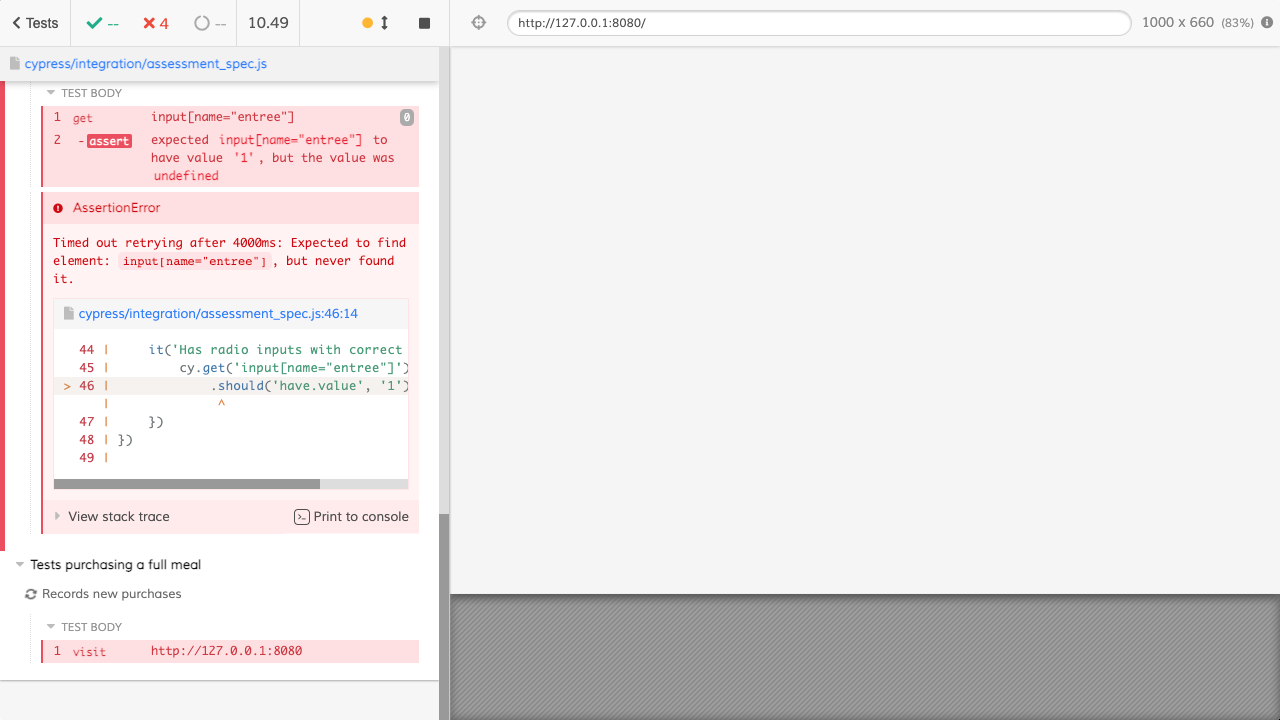 Tests
--
4
--
10.49
http://127.0.0.1:8080/
1000 x 660 (83%)
cypress/integration/assessment_spec.js
TEST BODY
1 get input[name="entree"] 0
2 -assert expected input[name="entree"] to
have value '1', but the value was
undefined
AssertionError
Timed out retrying after 4000ms: Expected to find
element: input[name="entree"], but never found
it.
cypress/integration/assessment_spec.js:46:14
44 | it('Has radio inputs with correct
45 | cy.get('input[name="entree"]')
> 46 | .should('have.value', '1')
| ^
47 | })
48 | })
49 |
View stack trace
Print to console
Tests purchasing a full meal
Records new purchases
TEST BODY
1 visit http://127.0.0.1:8080